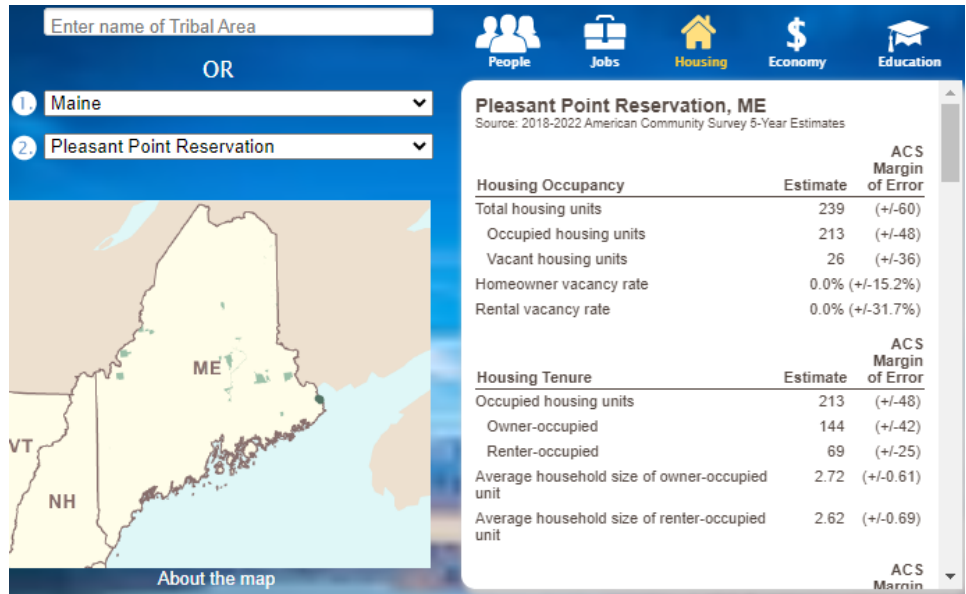 Enter name of Tribal Area
OR
1. Maine
2. Pleasant Point Reservation
ME
VT
NH
About the map
People Jobs Housing Economy Education
Pleasant Point Reservation, ME
Source: 2018-2022 American Community Survey 5-Year Estimates
ACS
Margin
Housing Occupancy Estimate of Error
Total housing units 239 (+/-60)
Occupied housing units 213 (+/-48)
Vacant housing units 26 (+/-36)
Homeowner vacancy rate 0.0% (+/-15.2%)
Rental vacancy rate 0.0% (+/-31.7%)
ACS
Margin
Housing Tenure Estimate of Error
Occupied housing units 213 (+/-48)
Owner-occupied 144 (+/-42)
Renter-occupied 69 (+/-25)
Average household size of owner-occupied 2.72 (+/-0.61)
unit
Average household size of renter-occupied 2.62 (+/-0.69)
unit
ACS
Margin